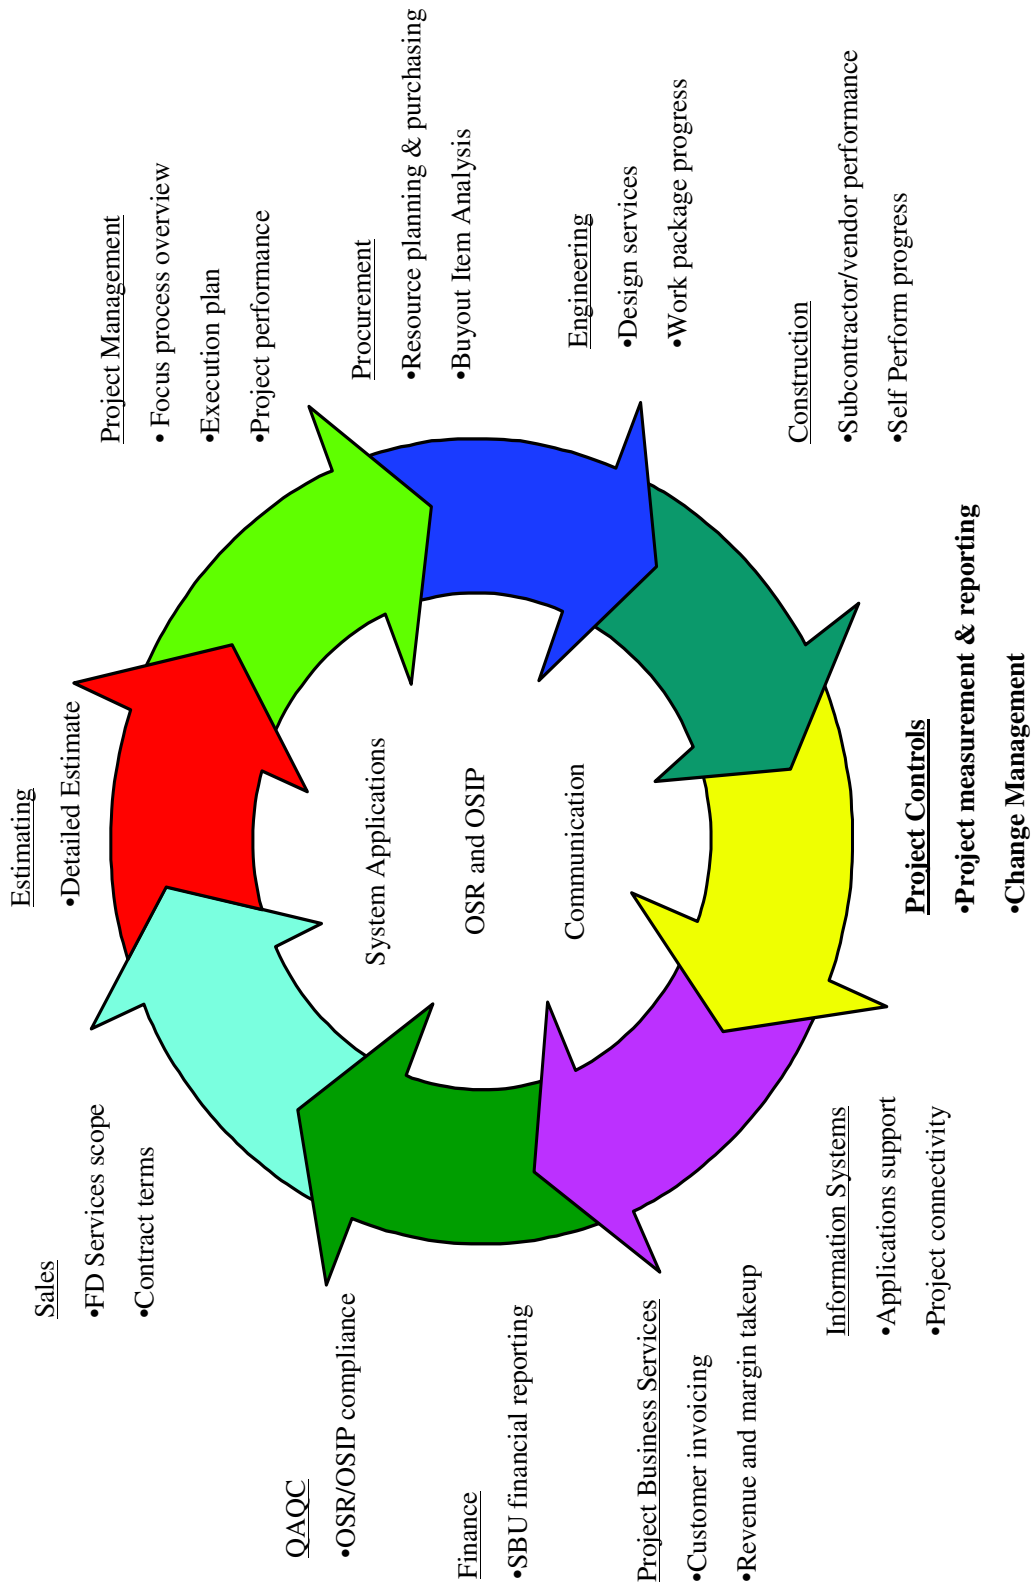 Estimating
•Detailed Estimate
Project Management
• Focus process overview
•Execution plan
•Project performance
Procurement
•Resource planning & purchasing
•Buyout Item Analysis
Engineering
•Design services
•Work package progress
Construction
•Subcontractor/vendor performance
•Self Perform progress
Project Controls
•Project measurement & reporting
•Change Management
Information Systems
•Applications support
•Project connectivity
Project Business Services
•Customer invoicing
•Revenue and margin takeup
Finance
•SBU financial reporting
QAQC
•OSR/OSIP compliance
Sales
•FD Services scope
•Contract terms
System Applications
OSR and OSIP
Communication